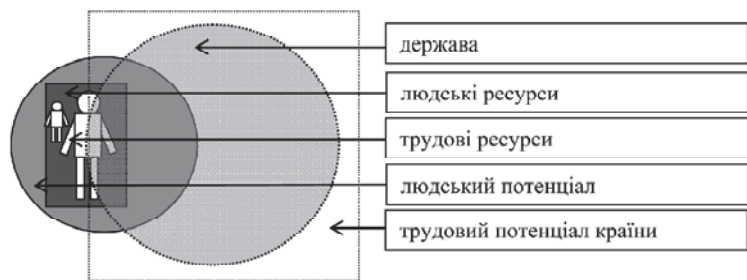 держава
людські ресурси
трудові ресурси
людський потенціал
трудовий потенціал країни